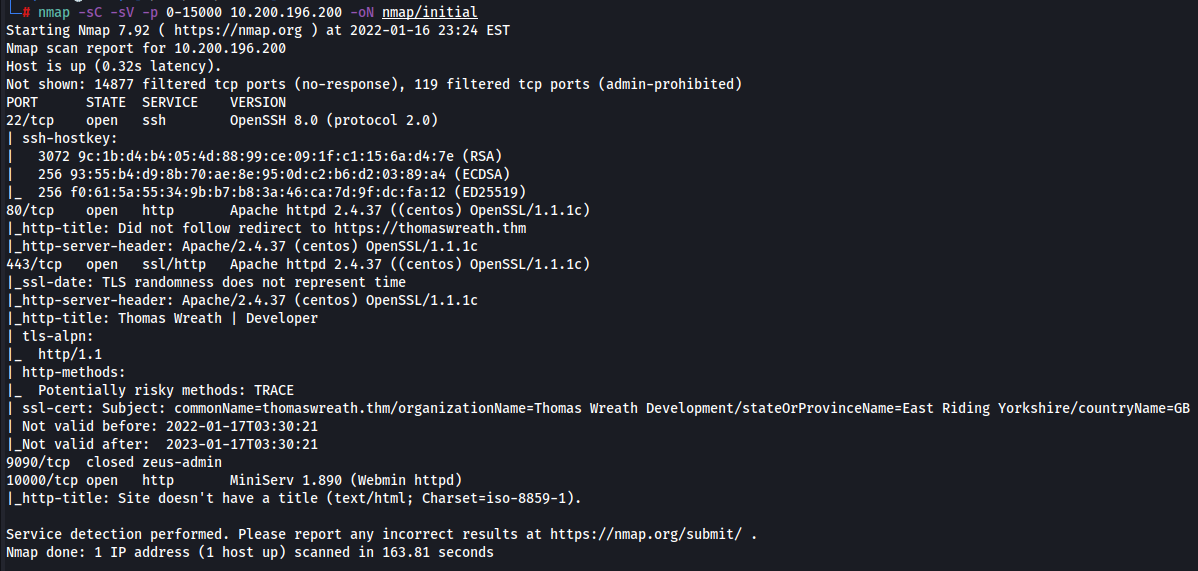 └─# nmap -sC -sV -p 0-15000 10.200.196.200 -oN nmap/initial
Starting Nmap 7.92 ( https://nmap.org ) at 2022-01-16 23:24 EST
Nmap scan report for 10.200.196.200
Host is up (0.32s latency).
Not shown: 14877 filtered tcp ports (no-response), 119 filtered tcp ports (admin-prohibited)
PORT      STATE  SERVICE    VERSION
22/tcp    open   ssh        OpenSSH 8.0 (protocol 2.0)
| ssh-hostkey:
|   3072 9c:1b:d4:b4:05:4d:88:99:ce:09:1f:c1:15:6a:d4:7e (RSA)
|   256 93:55:b4:d9:8b:70:ae:8e:95:0d:c2:b6:d2:03:89:a4 (ECDSA)
|_  256 f0:61:5a:55:34:9b:b7:b8:3a:46:ca:7d:9f:dc:fa:12 (ED25519)
80/tcp    open   http       Apache httpd 2.4.37 ((centos) OpenSSL/1.1.1c)
|_http-title: Did not follow redirect to https://thomaswreath.thm
|_http-server-header: Apache/2.4.37 (centos) OpenSSL/1.1.1c
443/tcp   open   ssl/http   Apache httpd 2.4.37 ((centos) OpenSSL/1.1.1c)
|_ssl-date: TLS randomness does not represent time
|_http-server-header: Apache/2.4.37 (centos) OpenSSL/1.1.1c
|_http-title: Thomas Wreath | Developer
| tls-alpn:
|_  http/1.1
| http-methods:
|_  Potentially risky methods: TRACE
| ssl-cert: Subject: commonName=thomaswreath.thm/organizationName=Thomas Wreath Development/stateOrProvinceName=East Riding Yorkshire/countryName=GB
| Not valid before: 2022-01-17T03:30:21
|_Not valid after:  2023-01-17T03:30:21
9090/tcp  closed zeus-admin
10000/tcp open   http       MiniServ 1.890 (Webmin httpd)
|_http-title: Site doesn't have a title (text/html; Charset=iso-8859-1).

Service detection performed. Please report any incorrect results at https://nmap.org/submit/ .
Nmap done: 1 IP address (1 host up) scanned in 163.81 seconds